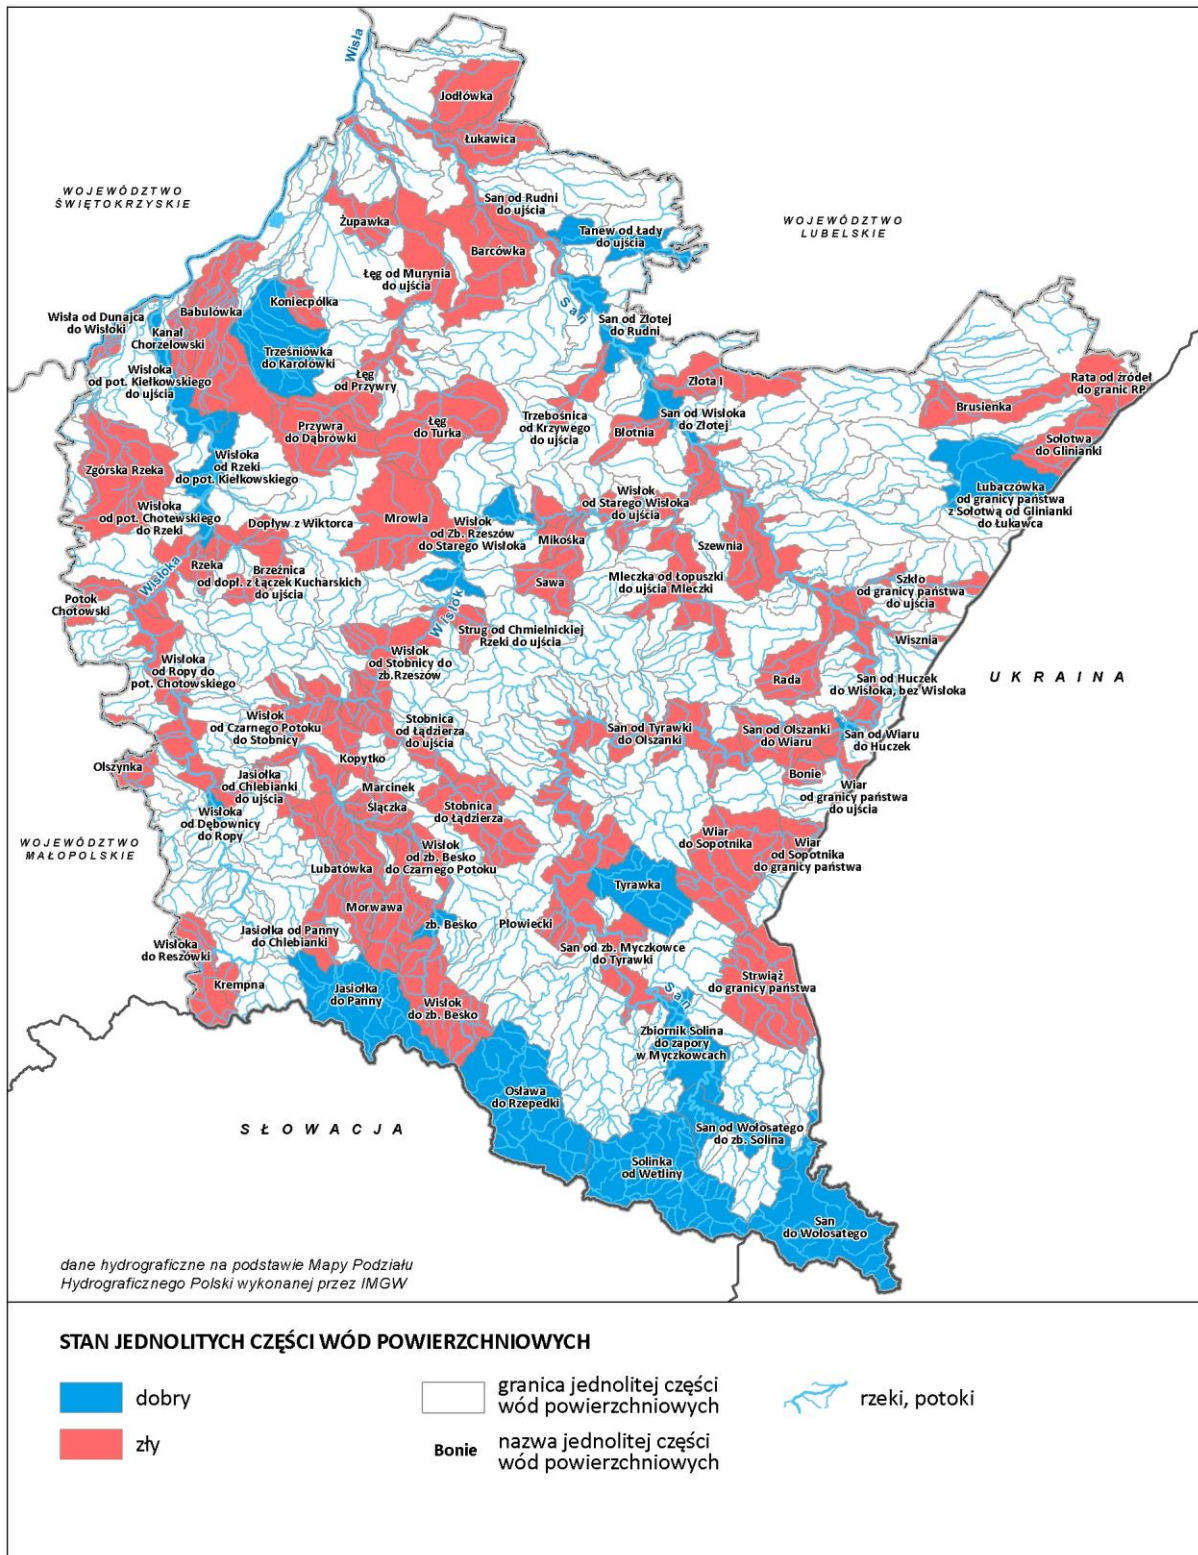 Wisła
Jodłówka
Łukawica
WOJEWÓDZTWO
ŚWIĘTOKRZYSKIE
San od Rudni
do ujścia
Żupawka
Tanew od Łady
do ujścia
WOJEWÓDZTWO
LUBELSKIE
Barcówka
Łęg od Murynia
do ujścia
Koniecpólka
Babulówka
San
Wisła od Dunajca
do Wisłoki
Kanał
Chorzelowski
San od Złotej
do Rudni
Trześniówka
do Karolówki
Wisłoka
od pot. Kiełkowskiego
do ujścia
Łęg
od Przywry
Złota I
Rata od źródeł
do granic RP
Brusienka
San od Wisłoka
do Złotej
Trzebośnica
od Krzywego
do ujścia
Błotnia
Łęg
do Turka
Przywra
do Dąbrówki
Sołotwa
do Glinianki
Zgórska Rzeka
Wisłoka
od Rzeki
do pot. Kiełkowskiego
Lubaczówka
od granicy państwa
z Sołotwą od Glinianki
do Łukawca
Wisłoka
od pot. Chotewskiego
do Rzeki
Dopływ z Wiktorca
Mrowla
Wisłok
od Zb. Rzeszów
do Starego Wisłoka
Wisłok
od Starego Wisłoka
do ujścia
Mikośka
Szewnia
Rzeka
Brzeźnica
od dopł. z Łączek Kucharskich
do ujścia
Sawa
Mleczka od Łopuszki
do ujścia Mleczki
Szkło
od granicy państwa
do ujścia
Wisłoka
Potok
Chotowski
Wisłok
Strug od Chmielnickiej
Rzeki do ujścia
Wisznia
Wisłok
od Stobnicy do
zb.Rzeszów
Wisłoka
od Ropy do
pot. Chotowskiego
Rada
San od Huczek
do Wisłoka, bez Wisłoka
UKRAINA
Wisłok
od Czarnego Potoku
do Stobnicy
Stobnica
od Łądzierza
do ujścia
San od Tyrawki
do Olszanki
San od Olszanki
do Wiaru
San od Wiaru
do Huczek
Olszynka
Kopytko
Jasiołka
od Chlebianki
do ujścia
Marcinek
Bonie
Wiar
od granicy państwa
do ujścia
Ślączka
Stobnica
do Łądzierza
Wisłoka
od Dębownicy
do Ropy
WOJEWÓDZTWO
MAŁOPOLSKIE
Wiar
do Sopotnika
Wiar
od Sopotnika
do granicy państwa
Wisłok
od zb. Besko
do Czarnego Potoku
Lubatówka
Tyrawka
Morwawa
zb. Besko
Płowiecki
Jasiołka od Panny
do Chlebianki
Wisłoka
do Reszówki
San od zb. Myczkowce
do Tyrawki
Krempna
Jasiołka
do Panny
Wisłok
do zb. Besko
Strwiąż
do granicy państwa
San
Zbiornik Solina
do zapory
w Myczkowcach
Osława
do Rzepedki
SŁOWACJA
San od Wołosatego
do zb. Solina
Solinka
od Wetliny
San
do Wołosatego
dane hydrograficzne na podstawie Mapy Podziału
Hydrograficznego Polski wykonanej przez IMGW
STAN JEDNOLITYCH CZĘŚCI WÓD POWIERZCHNIOWYCH
dobry
zły
granica jednolitej części
wód powierzchniowych
Bonie
nazwa jednolitej części
wód powierzchniowych
rzeki, potoki